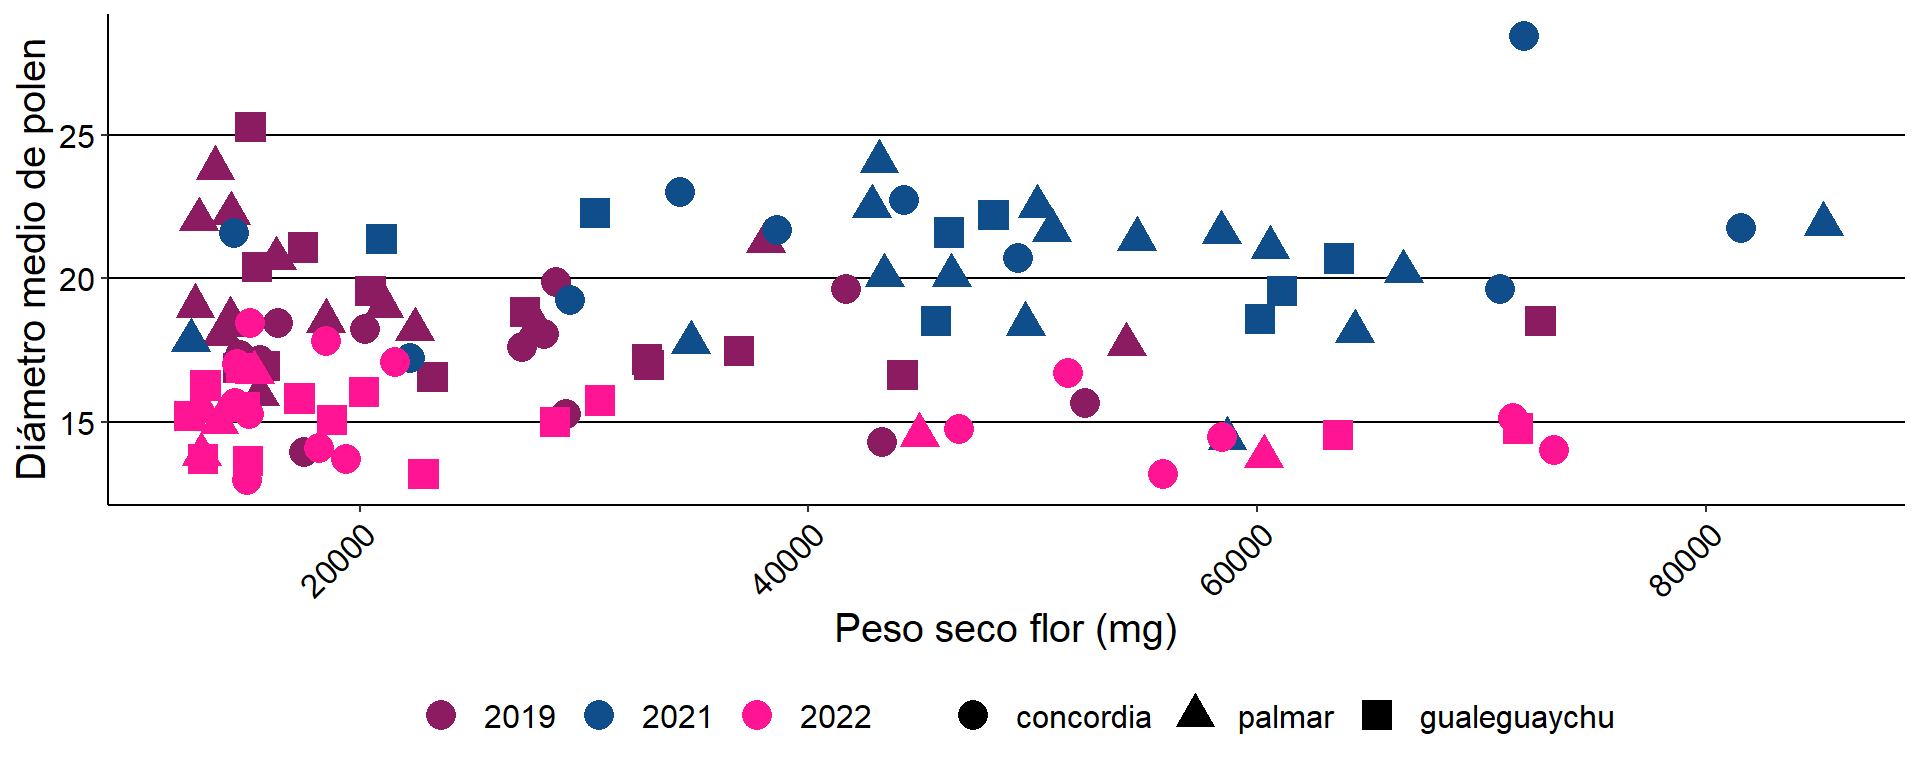 Diámetro medio de polen
25
20
15
20000
40000
60000
80000
Peso seco flor (mg)
2019 2021 2022 concordia palmar gualeguaychu